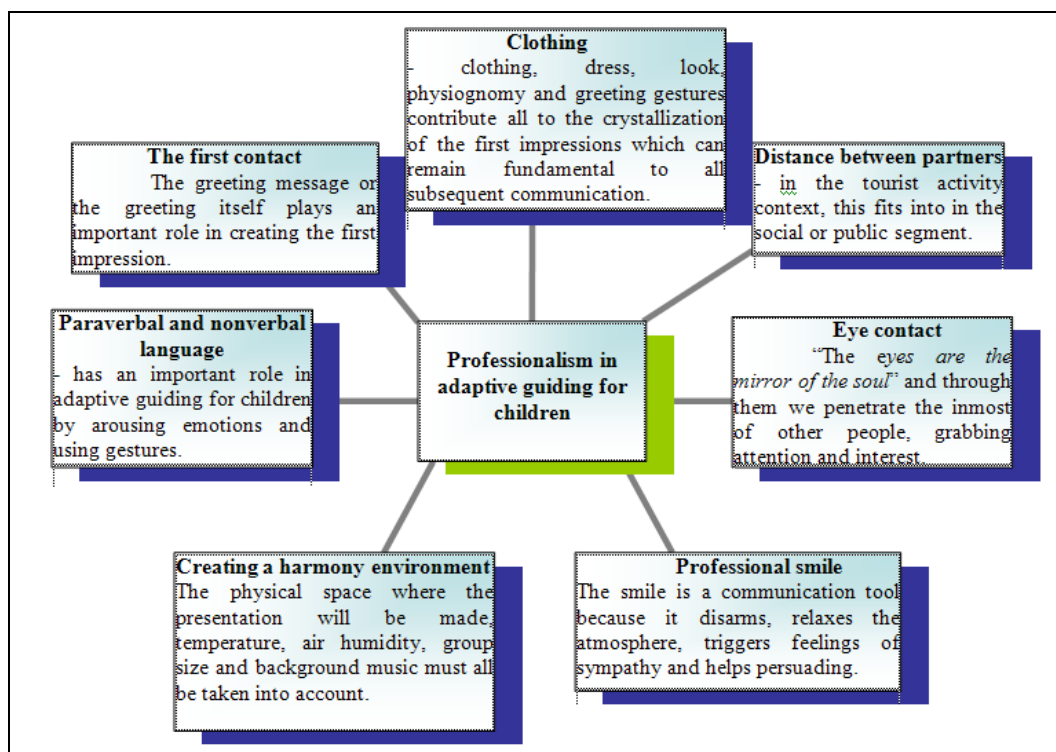 Clothing
- clothing, dress, look,
physiognomy and greeting gestures
contribute all to the crystallization
of the first impressions which can
remain fundamental to all
subsequent communication.
The first contact
The greeting message or
the greeting itself plays an
important role in creating the first
impression.
Distance between partners
- in the tourist activity
context, this fits into in the
social or public segment.
Paraverbal and nonverbal
language
- has an important role in
adaptive guiding for children
by arousing emotions and
using gestures.
Professionalism in
adaptive guiding for
children
Eye contact
“The eyes are the
mirror of the soul” and through
them we penetrate the inmost
of other people, grabbing
attention and interest.
Creating a harmony environment
The physical space where the
presentation will be made,
temperature, air humidity, group
size and background music must all
be taken into account.
Professional smile
The smile is a communication tool
because it disarms, relaxes the
atmosphere, triggers feelings of
sympathy and helps persuading.